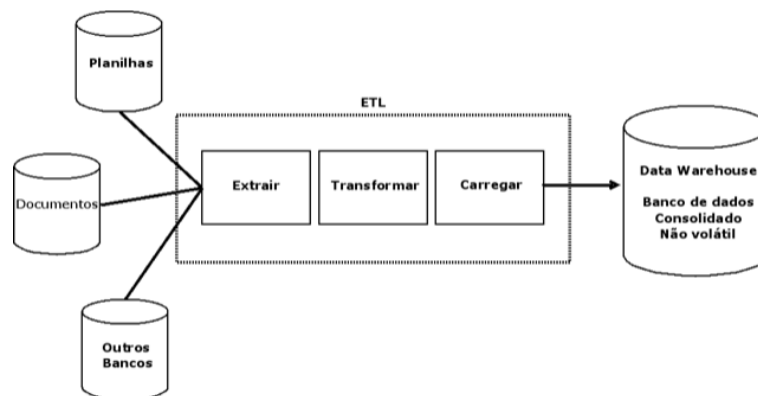 Planilhas
ETL
Documentos
Extrair
Transformar
Carregar
Data Warehouse
Banco de dados
Consolidado
Não volátil
Outros
Bancos